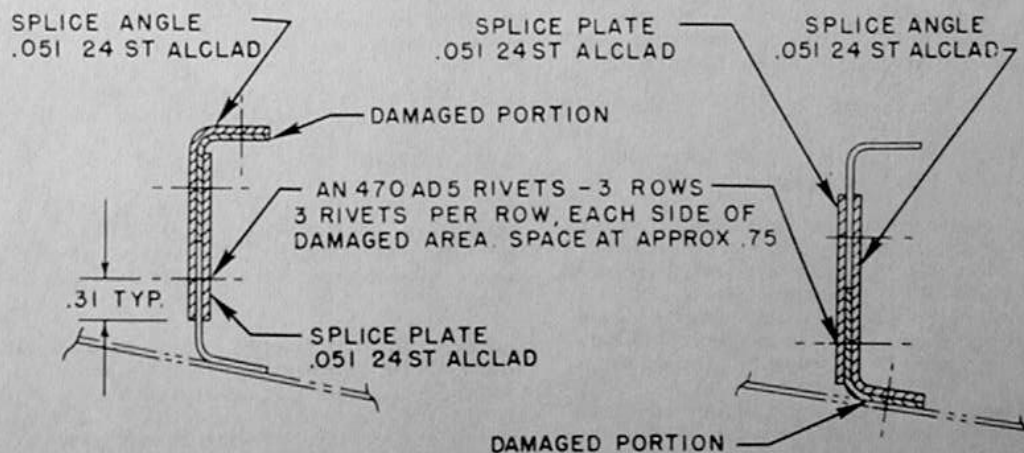 SPLICE ANGLE
.051 24 ST ALCLAD
SPLICE PLATE
.051 24 ST ALCLAD
SPLICE ANGLE
.051 24 ST ALCLAD
DAMAGED PORTION
AN 470 AD 5 RIVETS - 3 ROWS
3 RIVETS PER ROW, EACH SIDE OF
DAMAGED AREA. SPACE AT APPROX .75
.31 TYP.
SPLICE PLATE
.051 24 ST ALCLAD
DAMAGED PORTION